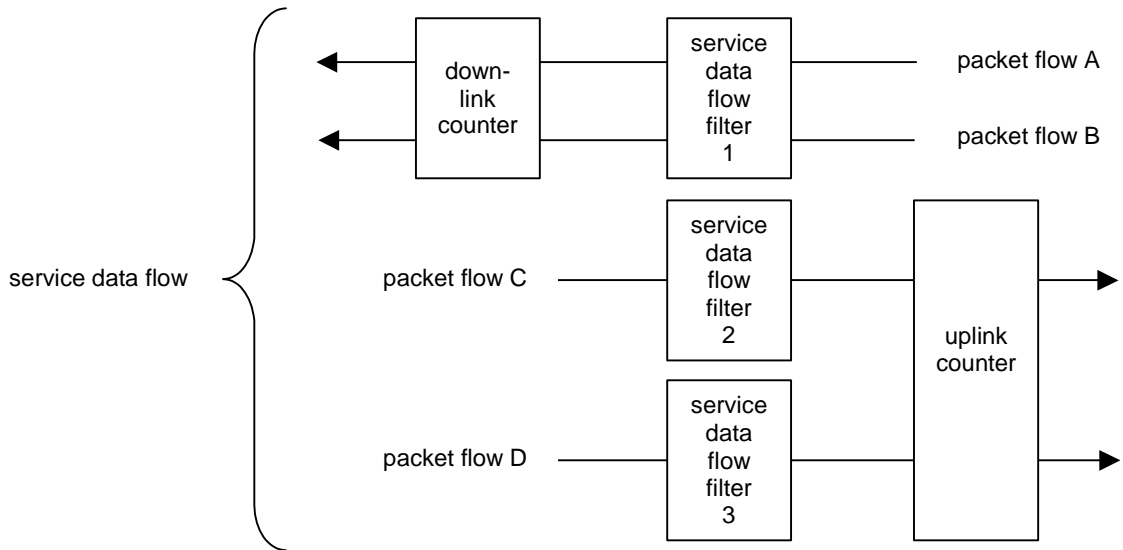 service
data
flow
filter
1
down-
link
counter
packet flow A
packet flow B
service data flow
packet flow C
service
data
flow
filter
2
uplink
counter
packet flow D
service
data
flow
filter
3